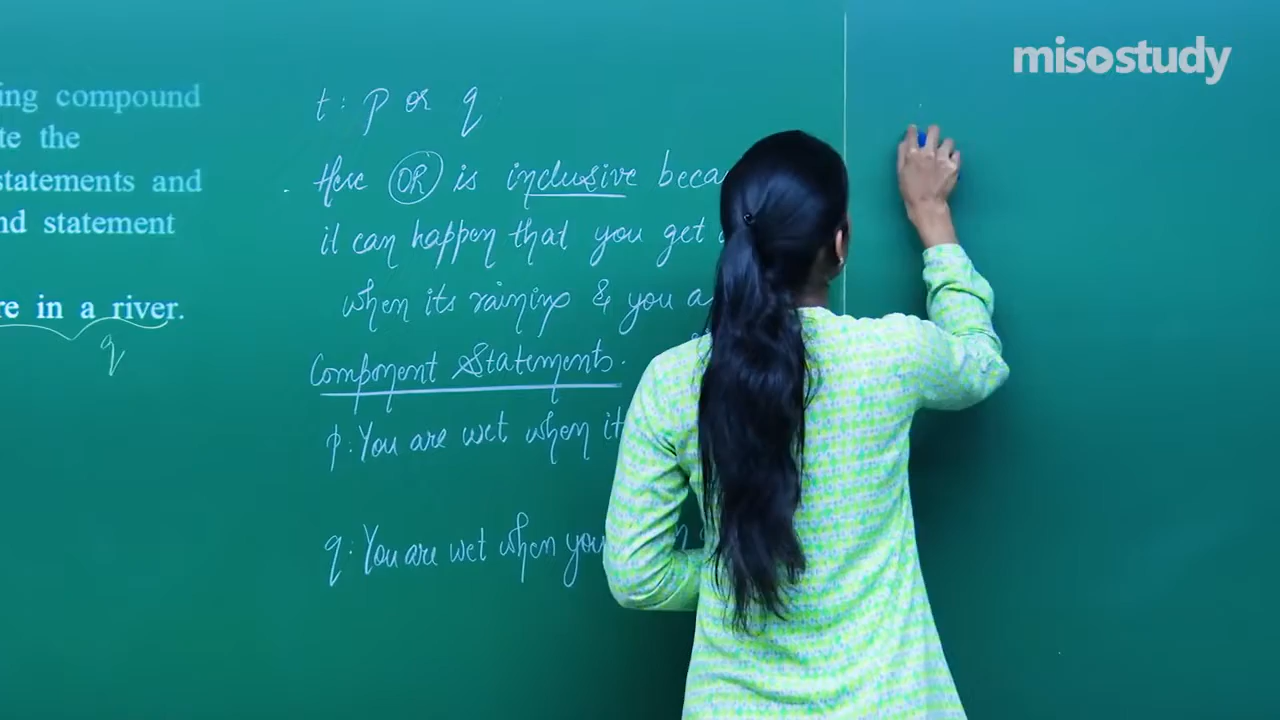 misostudy
ing compound
te the
statements and
nd statement
re in a river.
q
t: p or q
Here OR is inclusive beca
it can happen that you get
when its raining & you a
Component Statements.
p: You are wet when it
q: You are wet when you